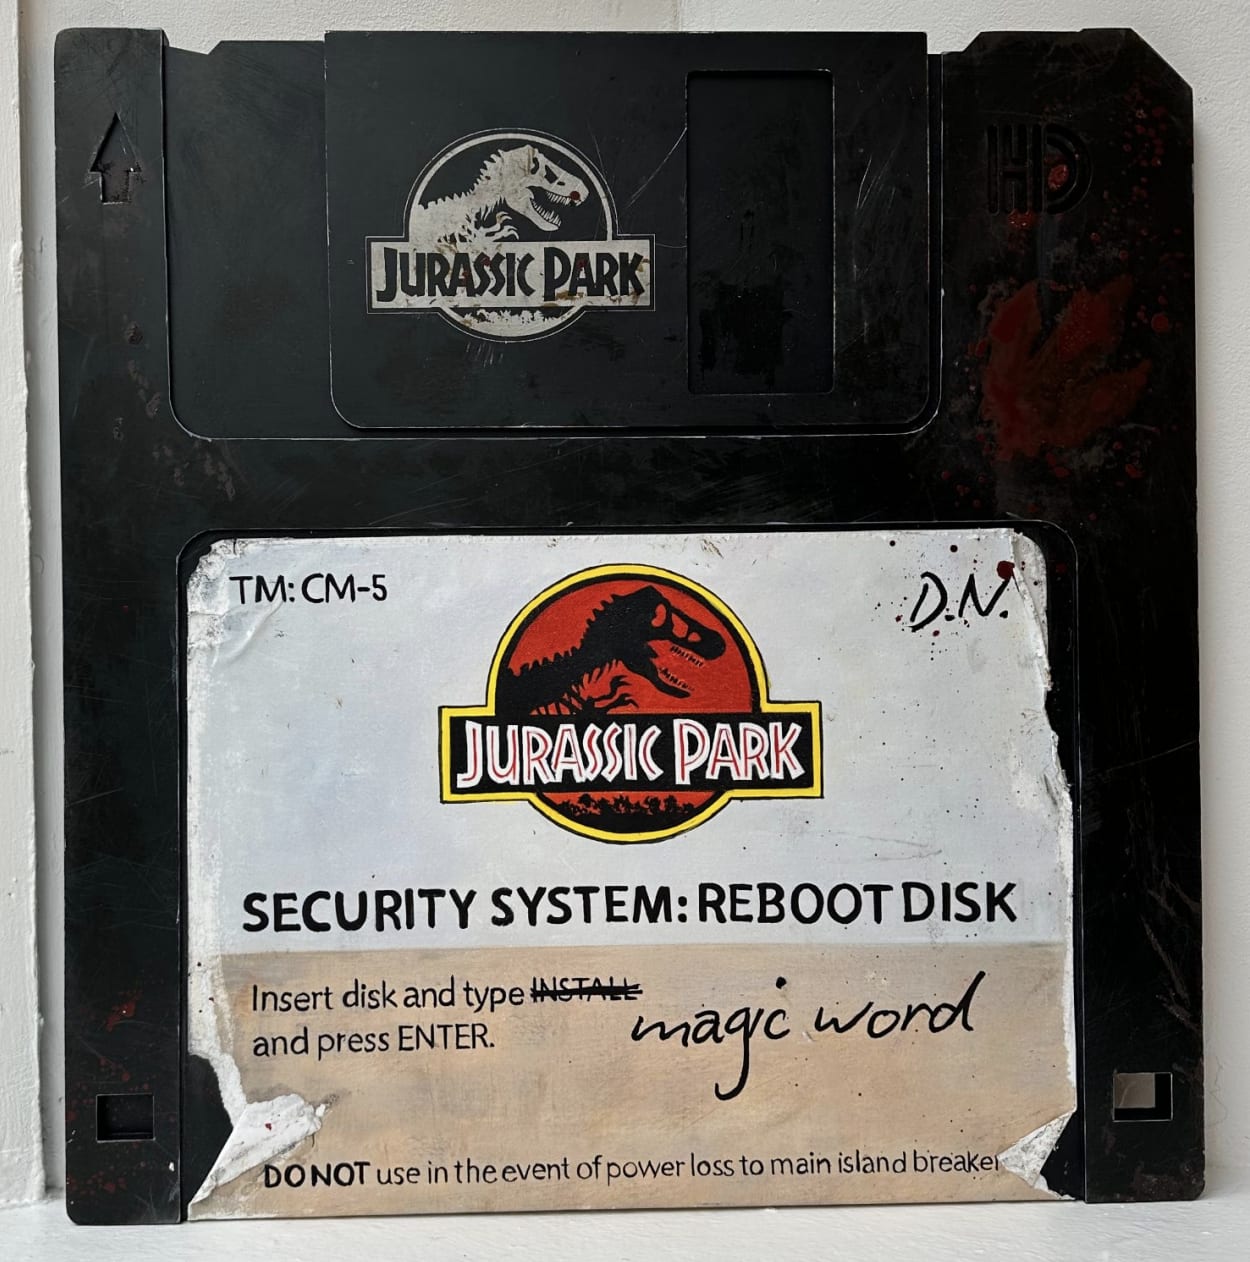 HD
JURASSIC PARK
TM: CM-5
D.N.
JURASSIC PARK
SECURITY SYSTEM: REBOOT DISK
Insert disk and type INSTALL magic word
and press ENTER.
DO NOT use in the event of power loss to main island breaker